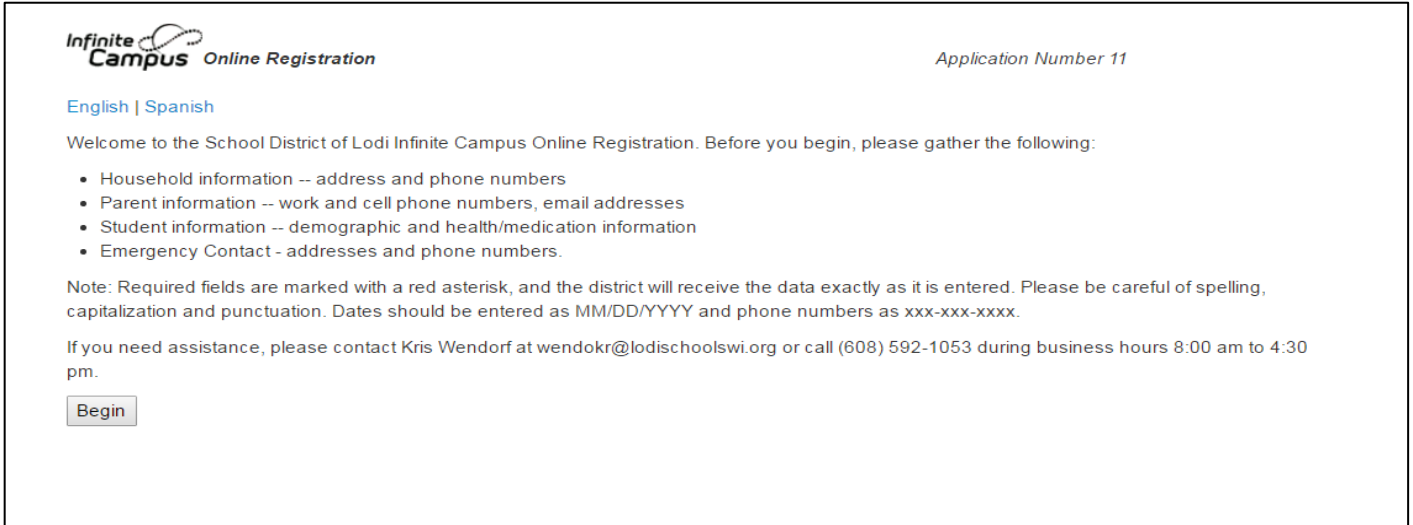 Infinite
Campus Online Registration
Application Number 11
English | Spanish
Welcome to the School District of Lodi Infinite Campus Online Registration. Before you begin, please gather the following:
• Household information -- address and phone numbers
• Parent information -- work and cell phone numbers, email addresses
• Student information -- demographic and health/medication information
• Emergency Contact - addresses and phone numbers.
Note: Required fields are marked with a red asterisk, and the district will receive the data exactly as it is entered. Please be careful of spelling,
capitalization and punctuation. Dates should be entered as MM/DD/YYYY and phone numbers as xxx-xxx-xxxx.
If you need assistance, please contact Kris Wendorf at wendokr@lodischoolswi.org or call (608) 592-1053 during business hours 8:00 am to 4:30
pm.
Begin